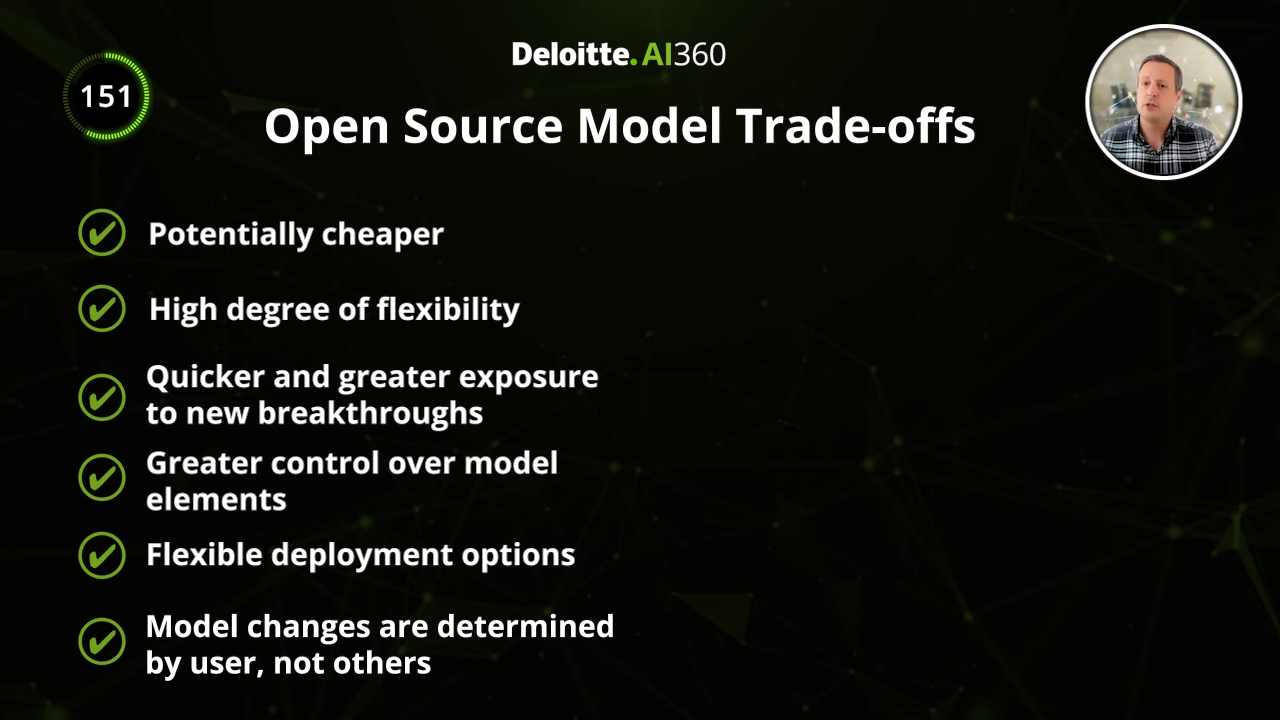 Deloitte. AI360
151
Open Source Model Trade-offs
Potentially cheaper
High degree of flexibility
Quicker and greater exposure
to new breakthroughs
Greater control over model
elements
Flexible deployment options
Model changes are determined
by user, not others